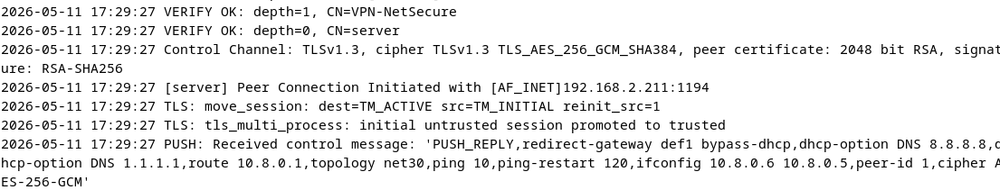 2026-05-11 17:29:27 VERIFY OK: depth=1, CN=VPN-NetSecure
2026-05-11 17:29:27 VERIFY OK: depth=0, CN=server
2026-05-11 17:29:27 Control Channel: TLSv1.3, cipher TLSv1.3 TLS_AES_256_GCM_SHA384, peer certificate: 2048 bit RSA, signat
ure: RSA-SHA256
2026-05-11 17:29:27 [server] Peer Connection Initiated with [AF_INET]192.168.2.211:1194
2026-05-11 17:29:27 TLS: move_session: dest=TM_ACTIVE src=TM_INITIAL reinit_src=1
2026-05-11 17:29:27 TLS: tls_multi_process: initial untrusted session promoted to trusted
2026-05-11 17:29:27 PUSH: Received control message: 'PUSH_REPLY,redirect-gateway def1 bypass-dhcp,dhcp-option DNS 8.8.8.8,d
hcp-option DNS 1.1.1.1,route 10.8.0.1,topology net30,ping 10,ping-restart 120,ifconfig 10.8.0.6 10.8.0.5,peer-id 1,cipher A
ES-256-GCM'